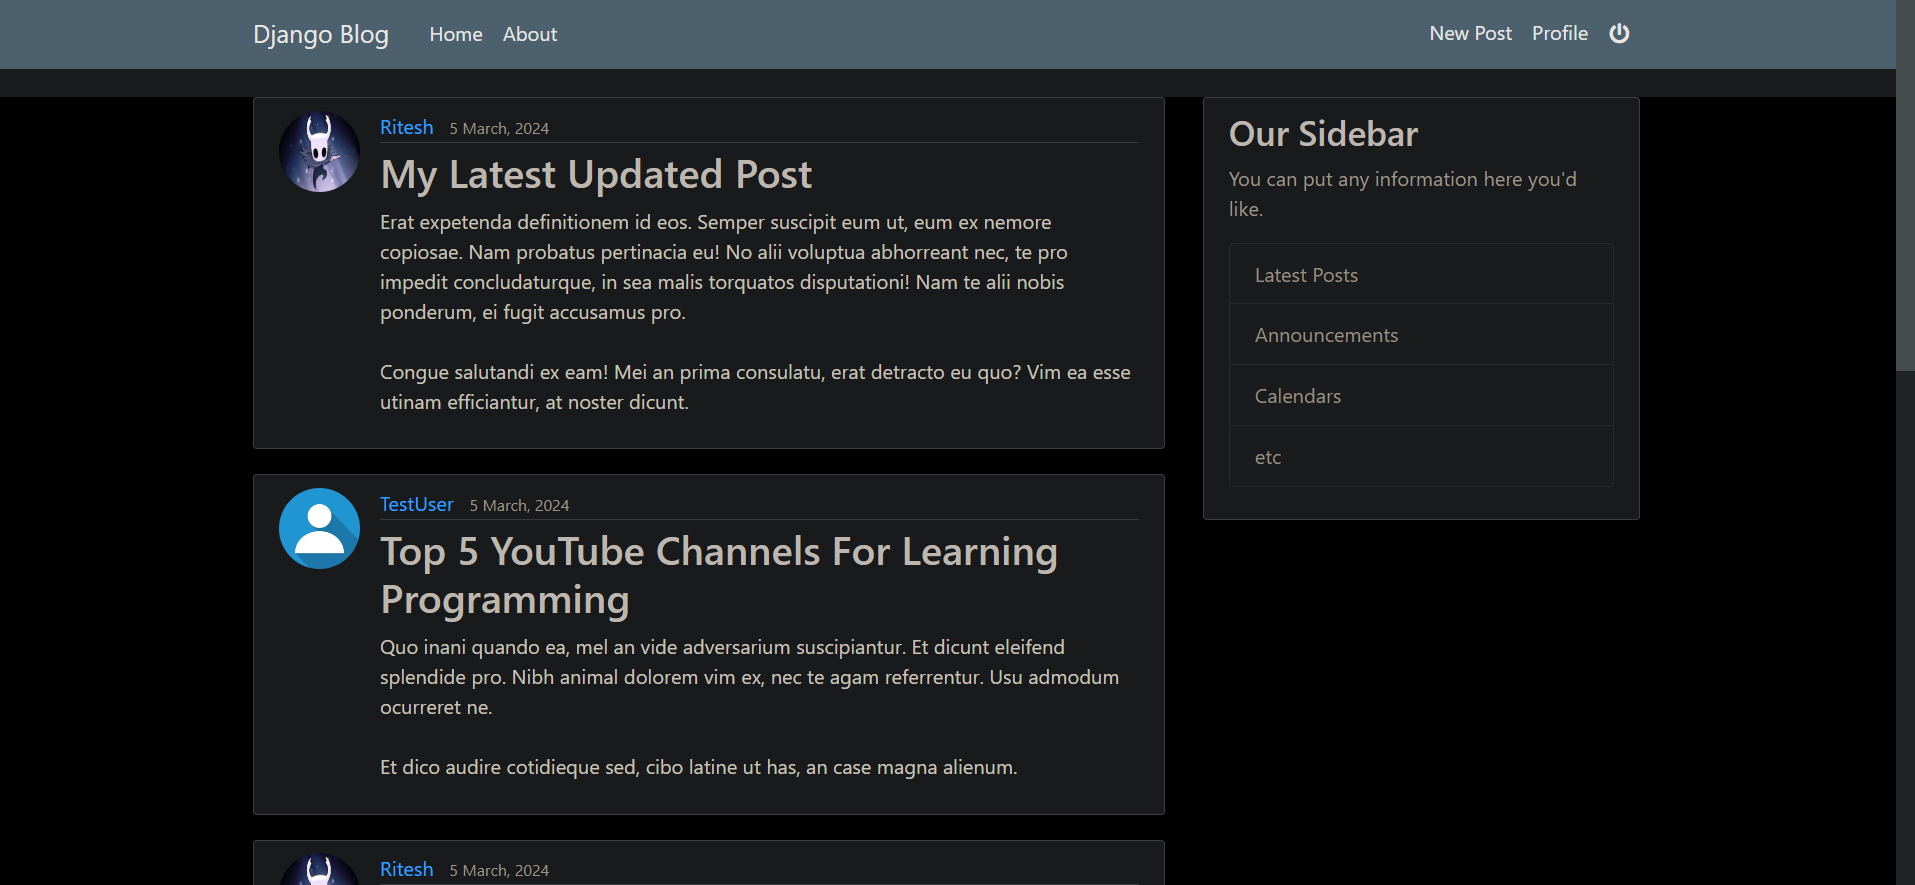 Django Blog Home About New Post Profile
Ritesh 5 March, 2024
My Latest Updated Post
Erat expetenda definitionem id eos. Semper suscipit eum ut, eum ex nemore
copiosae. Nam probatus pertinacia eu! No alii voluptua abhorreant nec, te pro
impedit concludaturque, in sea malis torquatos disputationi! Nam te alii nobis
ponderum, ei fugit accusamus pro.
Congue salutandi ex eam! Mei an prima consulatu, erat detracto eu quo? Vim ea esse
utinam efficiantur, at noster dicunt.
TestUser 5 March, 2024
Top 5 YouTube Channels For Learning
Programming
Quo inani quando ea, mel an vide adversarium suscipiantur. Et dicunt eleifend
splendide pro. Nibh animal dolorem vim ex, nec te agam referrentur. Usu admodum
ocurreret ne.
Et dico audire cotidieque sed, cibo latine ut has, an case magna alienum.
Ritesh 5 March, 2024
Our Sidebar
You can put any information here you'd
like.
Latest Posts
Announcements
Calendars
etc